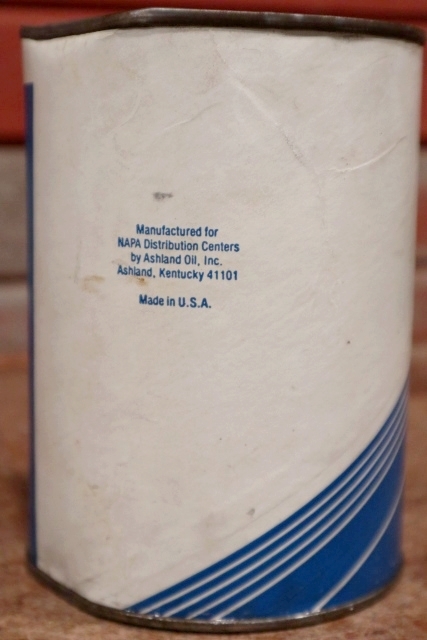 Manufactured for
NAPA Distribution Centers
by Ashland Oil, Inc.
Ashland, Kentucky 41101
Made in U.S.A.